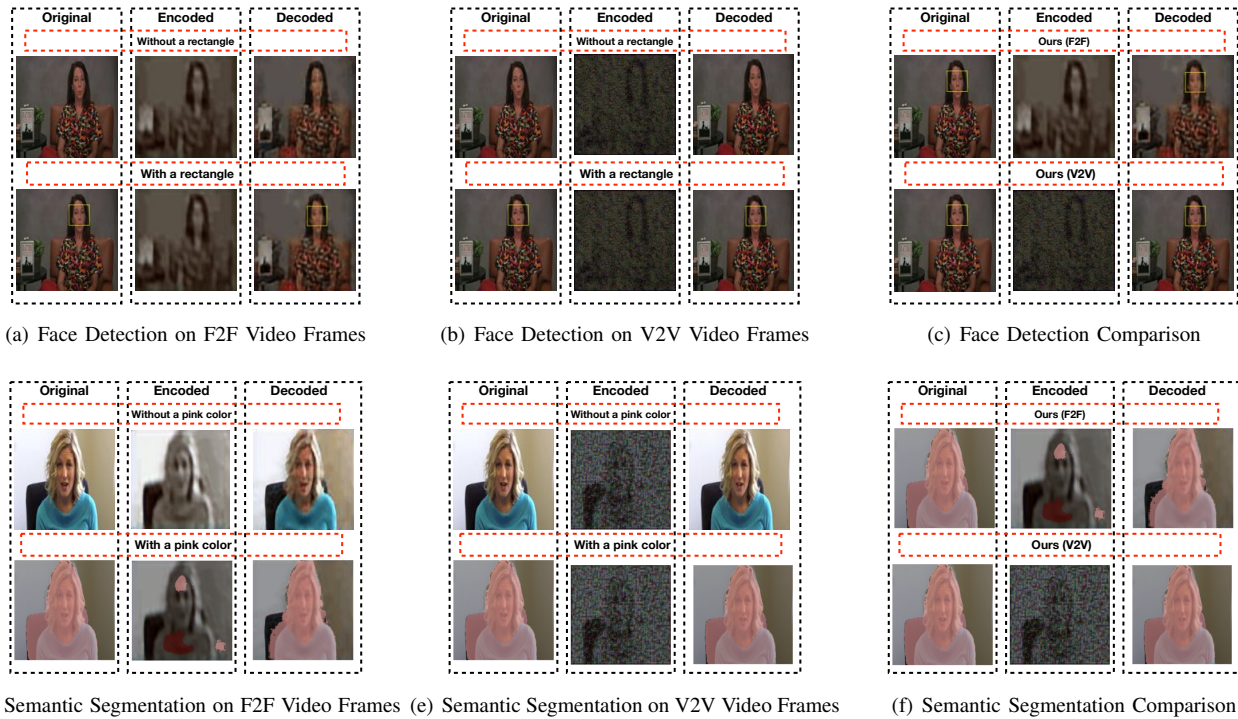 Original Encoded Decoded
Without a rectangle
With a rectangle
(a) Face Detection on F2F Video Frames
Original Encoded Decoded
Without a rectangle
With a rectangle
(b) Face Detection on V2V Video Frames
Original Encoded Decoded
Ours (F2F)
Ours (V2V)
(c) Face Detection Comparison
Original Encoded Decoded
Without a pink color
With a pink color
Semantic Segmentation on F2F Video Frames
Original Encoded Decoded
Without a pink color
With a pink color
(e) Semantic Segmentation on V2V Video Frames
Original Encoded Decoded
Ours (F2F)
Ours (V2V)
(f) Semantic Segmentation Comparison